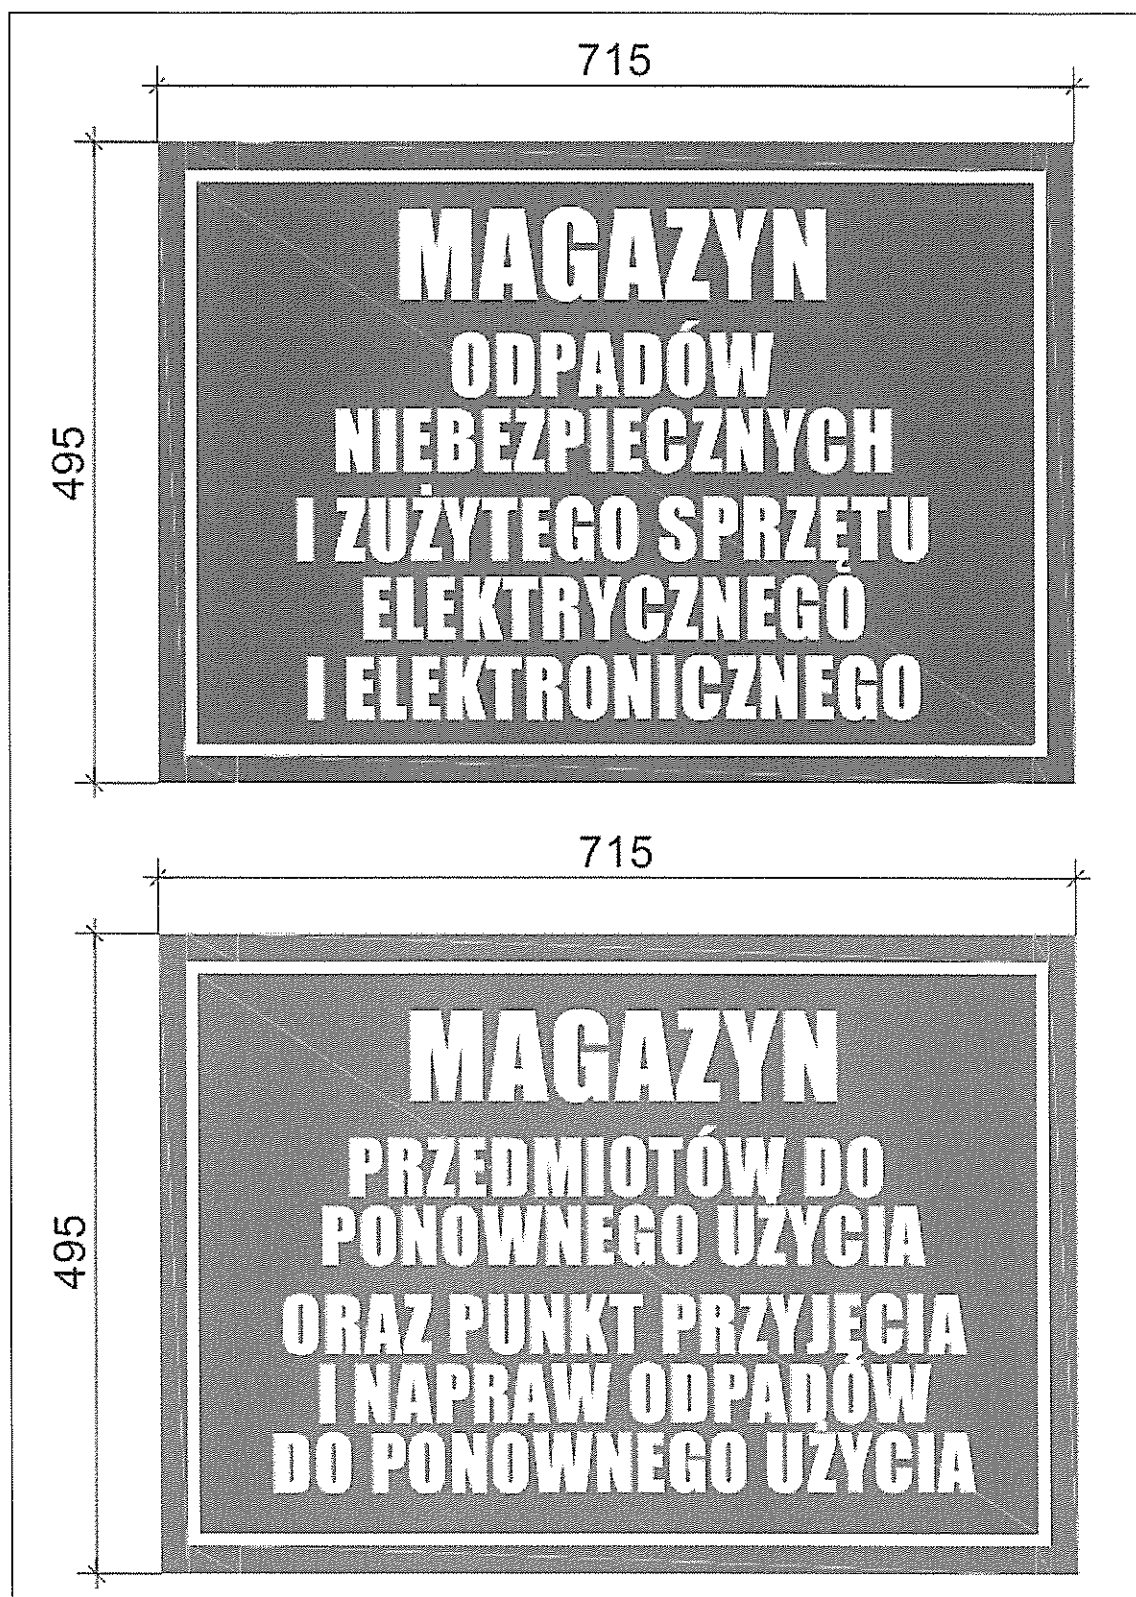 715
495
MAGAZYN
ODPADÓW
NIEBEZPIECZNYCH
I ZUŻYTEGO SPRZĘTU
ELEKTRYCZNEGO
I ELEKTRONICZNEGO
715
495
MAGAZYN
PRZEDMIOTÓW DO
PONOWNEGO UŻYCIA
ORAZ PUNKT PRZYJĘCIA
I NAPRAW ODPADÓW
DO PONOWNEGO UŻYCIA